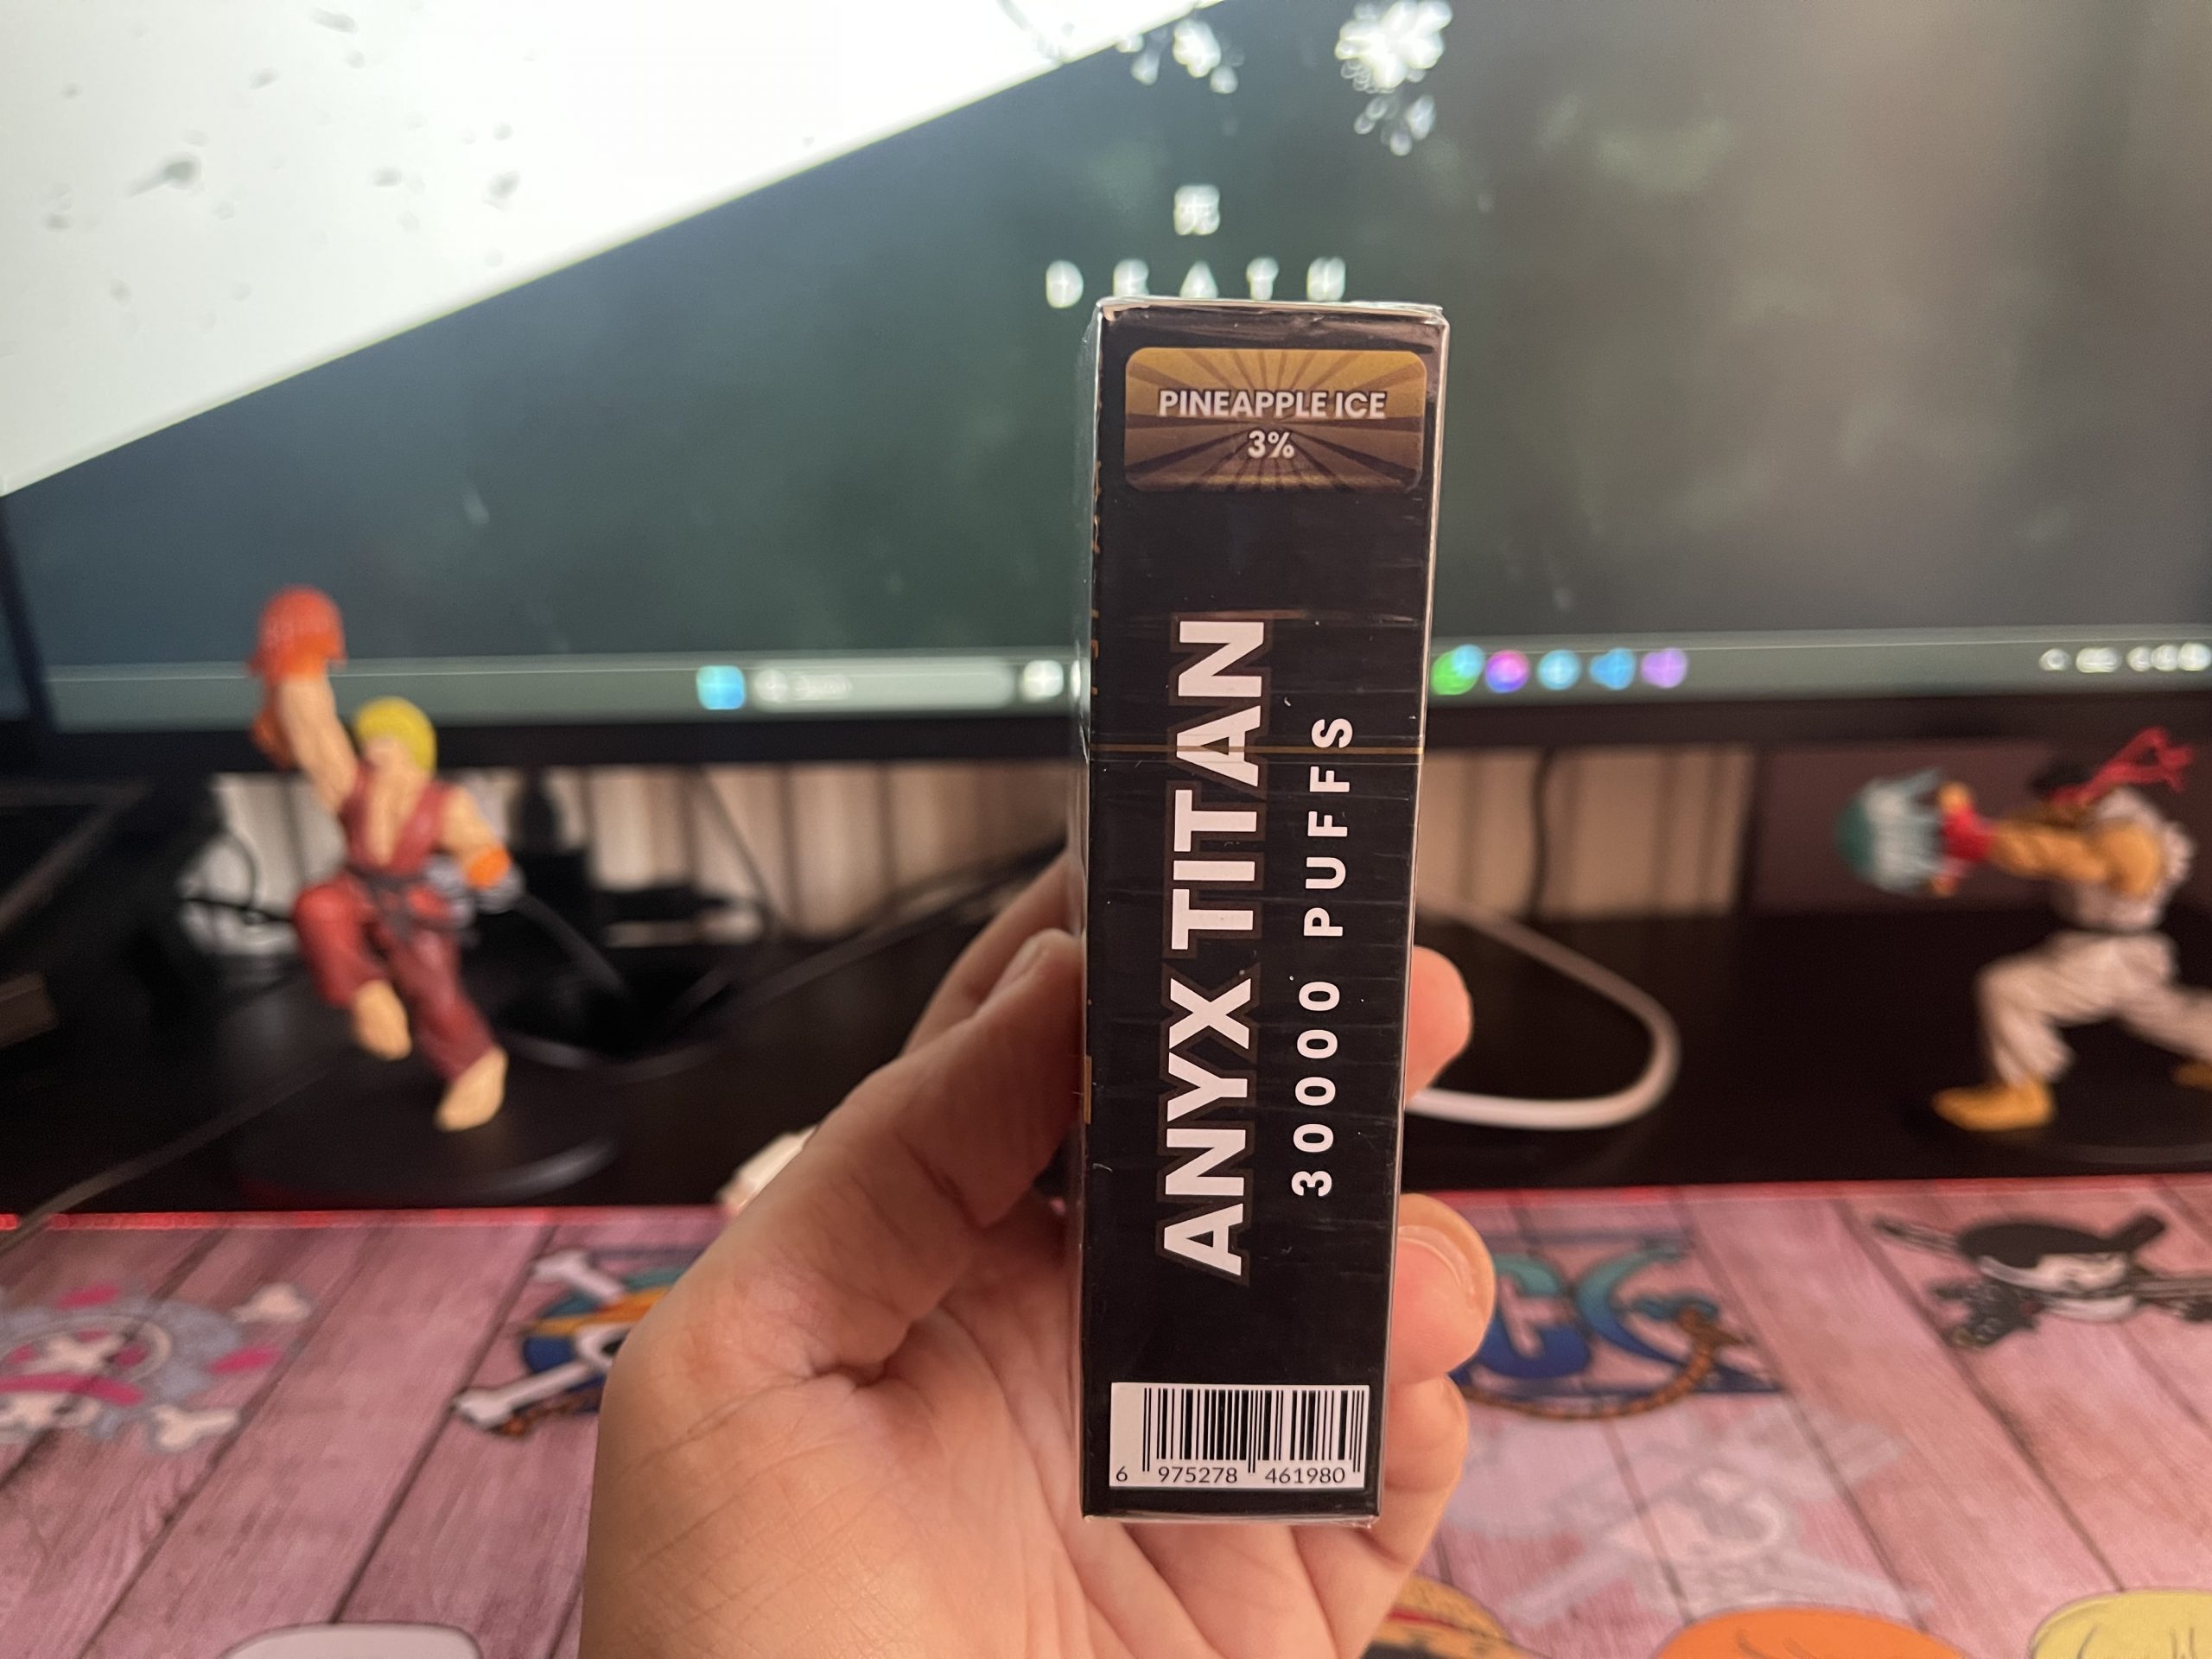 DEATH
PINEAPPLE ICE
3%
ANYX TITAN
30000 PUFFS
6 975278 461980